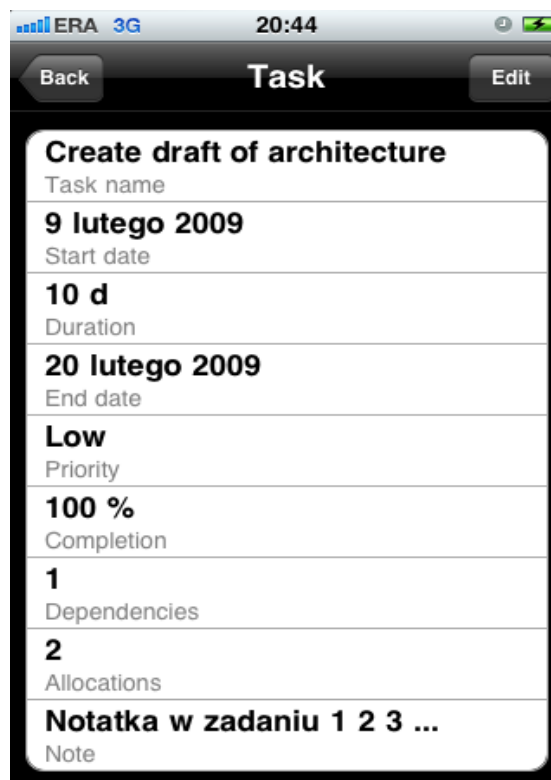 ERA 3G 20:44
Back Task Edit
Create draft of architecture
Task name
9 lutego 2009
Start date
10 d
Duration
20 lutego 2009
End date
Low
Priority
100 %
Completion
1
Dependencies
2
Allocations
Notatka w zadaniu 1 2 3 ...
Note